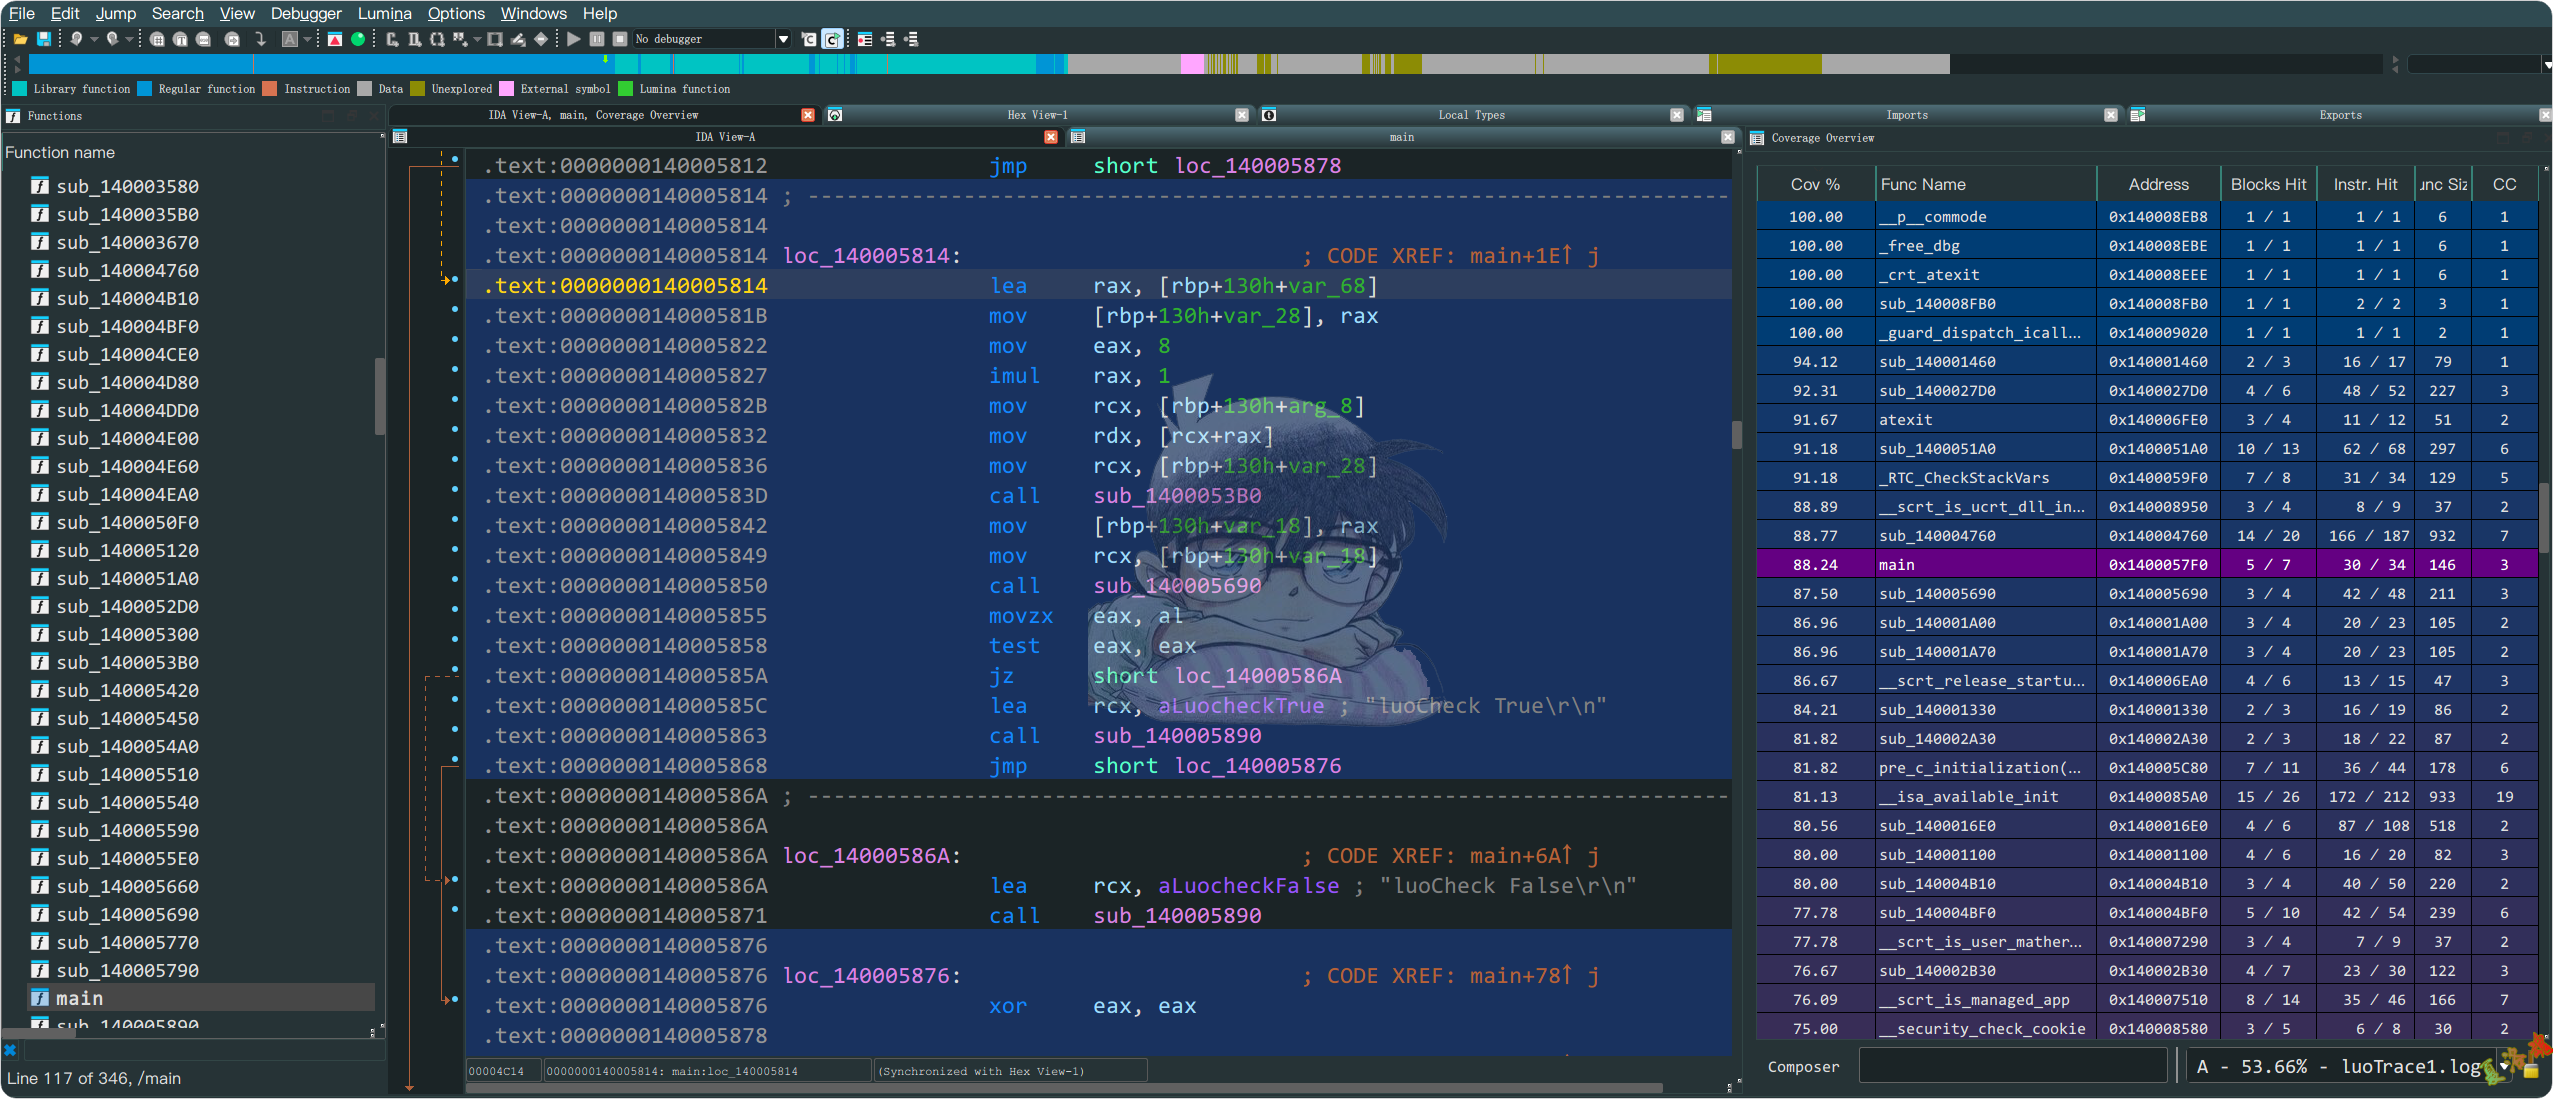 File Edit Jump Search View Debugger Lumina Options Windows Help
No debugger
Library function Regular function Instruction Data Unexplored External symbol Lumina function
Functions
IDA View-A, main, Coverage Overview Hex View-1 Local Types Imports Exports
IDA View-A main Coverage Overview
Function name
sub_140003580
sub_1400035B0
sub_140003670
sub_140004760
sub_140004B10
sub_140004BF0
sub_140004CE0
sub_140004D80
sub_140004DD0
sub_140004E00
sub_140004E60
sub_140004EA0
sub_1400050F0
sub_140005120
sub_1400051A0
sub_1400052D0
sub_140005300
sub_1400053B0
sub_140005420
sub_140005450
sub_1400054A0
sub_140005510
sub_140005540
sub_140005590
sub_1400055E0
sub_140005660
sub_140005690
sub_140005770
sub_140005790
main
sub_140005890
Line 117 of 346, /main
.text:0000000140005812 jmp short loc_140005878
.text:0000000140005814 ; ---------------------------------------------------------------------------
.text:0000000140005814
.text:0000000140005814 loc_140005814: ; CODE XREF: main+1E↑ j
.text:0000000140005814 lea rax, [rbp+130h+var_68]
.text:000000014000581B mov [rbp+130h+var_28], rax
.text:0000000140005822 mov eax, 8
.text:0000000140005827 imul rax, 1
.text:000000014000582B mov rcx, [rbp+130h+arg_8]
.text:0000000140005832 mov rdx, [rcx+rax]
.text:0000000140005836 mov rcx, [rbp+130h+var_28]
.text:000000014000583D call sub_1400053B0
.text:0000000140005842 mov [rbp+130h+var_18], rax
.text:0000000140005849 mov rcx, [rbp+130h+var_18]
.text:0000000140005850 call sub_140005690
.text:0000000140005855 movzx eax, al
.text:0000000140005858 test eax, eax
.text:000000014000585A jz short loc_14000586A
.text:000000014000585C lea rcx, aLuocheckTrue ; "luoCheck True\r\n"
.text:0000000140005863 call sub_140005890
.text:0000000140005868 jmp short loc_140005876
.text:000000014000586A ; ---------------------------------------------------------------------------
.text:000000014000586A
.text:000000014000586A loc_14000586A: ; CODE XREF: main+6A↑ j
.text:000000014000586A lea rcx, aLuocheckFalse ; "luoCheck False\r\n"
.text:0000000140005871 call sub_140005890
.text:0000000140005876
.text:0000000140005876 loc_140005876: ; CODE XREF: main+78↑ j
.text:0000000140005876 xor eax, eax
.text:0000000140005878
00004C14 0000000140005814: main:loc_140005814 (Synchronized with Hex View-1)
Cov % Func Name Address Blocks Hit Instr. Hit unc Siz CC
100.00 __p__commode 0x140008EB8 1 / 1 1 / 1 6 1
100.00 _free_dbg 0x140008EBE 1 / 1 1 / 1 6 1
100.00 _crt_atexit 0x140008EEE 1 / 1 1 / 1 6 1
100.00 sub_140008FB0 0x140008FB0 1 / 1 2 / 2 3 1
100.00 _guard_dispatch_icall... 0x140009020 1 / 1 1 / 1 2 1
94.12 sub_140001460 0x140001460 2 / 3 16 / 17 79 1
92.31 sub_1400027D0 0x1400027D0 4 / 6 48 / 52 227 3
91.67 atexit 0x140006FE0 3 / 4 11 / 12 51 2
91.18 sub_1400051A0 0x1400051A0 10 / 13 62 / 68 297 6
91.18 _RTC_CheckStackVars 0x1400059F0 7 / 8 31 / 34 129 5
88.89 __scrt_is_ucrt_dll_in... 0x140008950 3 / 4 8 / 9 37 2
88.77 sub_140004760 0x140004760 14 / 20 166 / 187 932 7
88.24 main 0x1400057F0 5 / 7 30 / 34 146 3
87.50 sub_140005690 0x140005690 3 / 4 42 / 48 211 3
86.96 sub_140001A00 0x140001A00 3 / 4 20 / 23 105 2
86.96 sub_140001A70 0x140001A70 3 / 4 20 / 23 105 2
86.67 __scrt_release_startu... 0x140006EA0 4 / 6 13 / 15 47 3
84.21 sub_140001330 0x140001330 2 / 3 16 / 19 86 2
81.82 sub_140002A30 0x140002A30 2 / 3 18 / 22 87 2
81.82 pre_c_initialization(... 0x140005C80 7 / 11 36 / 44 178 6
81.13 __isa_available_init 0x1400085A0 15 / 26 172 / 212 933 19
80.56 sub_1400016E0 0x1400016E0 4 / 6 87 / 108 518 2
80.00 sub_140001100 0x140001100 4 / 6 16 / 20 82 3
80.00 sub_140004B10 0x140004B10 3 / 4 40 / 50 220 2
77.78 sub_140004BF0 0x140004BF0 5 / 10 42 / 54 239 6
77.78 __scrt_is_user_mather... 0x140007290 3 / 4 7 / 9 37 2
76.67 sub_140002B30 0x140002B30 4 / 7 23 / 30 122 3
76.09 __scrt_is_managed_app 0x140007510 8 / 14 35 / 46 166 7
75.00 __security_check_cookie 0x140008580 3 / 5 6 / 8 30 2
Composer A - 53.66% - luoTrace1.log